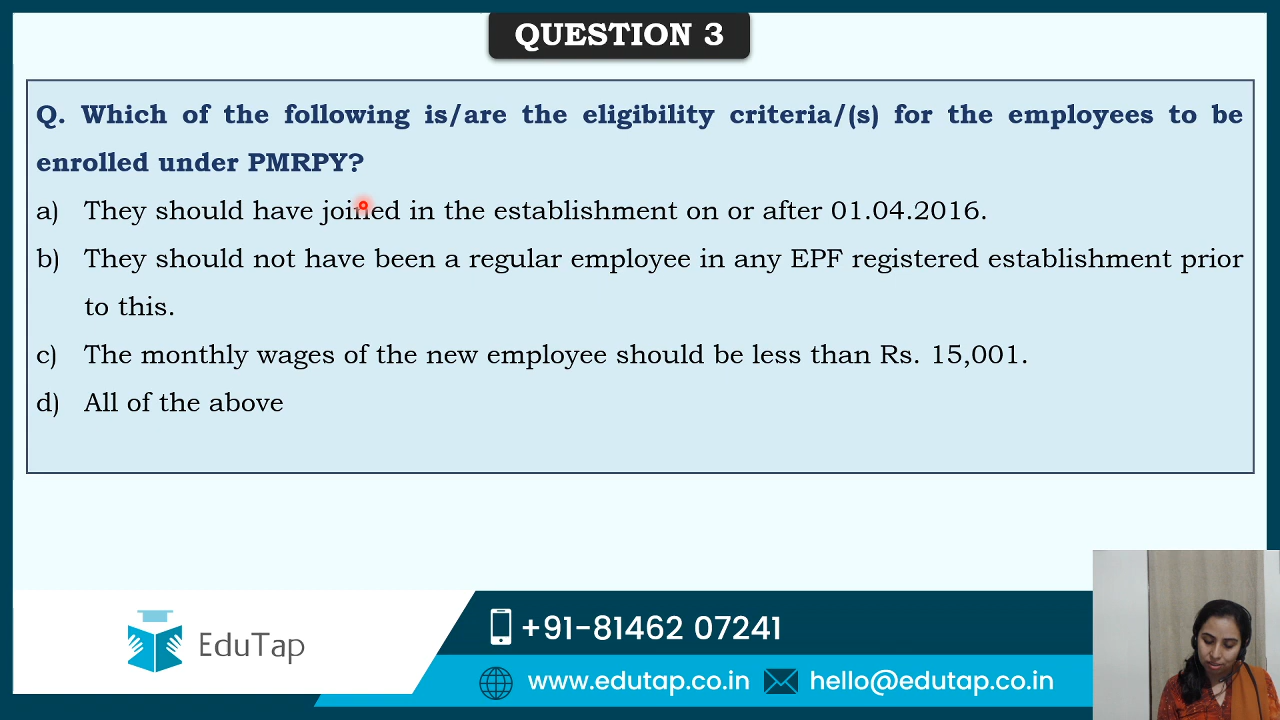 QUESTION 3
Q. Which of the following is/are the eligibility criteria/(s) for the employees to be
enrolled under PMRPY?
a) They should have joined in the establishment on or after 01.04.2016.
b) They should not have been a regular employee in any EPF registered establishment prior
to this.
c) The monthly wages of the new employee should be less than Rs. 15,001.
d) All of the above
EduTap
+91-81462 07241
www.edutap.co.in hello@edutap.co.in